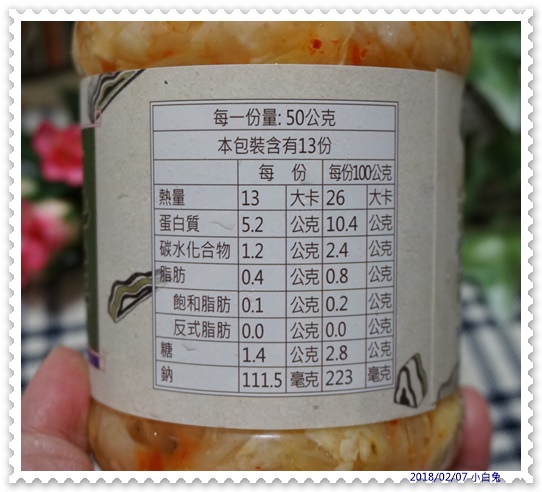 每一份量: 50公克
本包裝含有13份
每 份 每份100公克
熱量 13 大卡 26 大卡
蛋白質 5.2 公克 10.4 公克
碳水化合物 1.2 公克 2.4 公克
脂肪 0.4 公克 0.8 公克
飽和脂肪 0.1 公克 0.2 公克
反式脂肪 0.0 公克 0.0 公克
糖 1.4 公克 2.8 公克
鈉 111.5 毫克 223 毫克
2018/02/07 小白兔